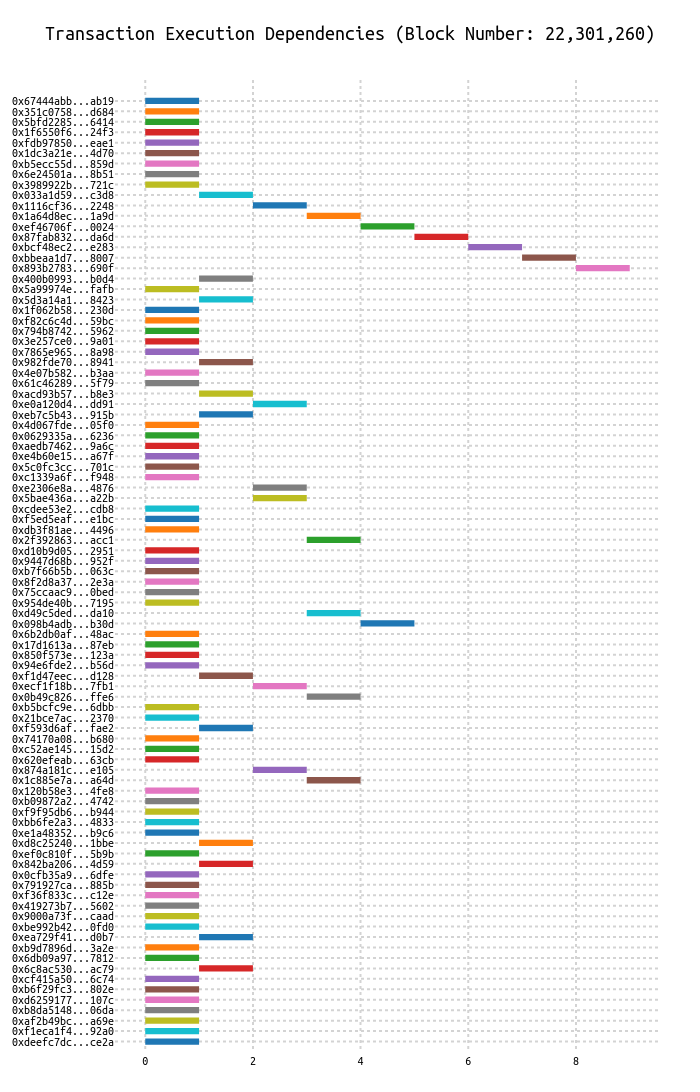 Transaction Execution Dependencies (Block Number: 22,301,260)
0x67444abb...ab19
0x351c0758...d684
0x5bfd2285...6414
0x1f6550f6...24f3
0xfdb97850...eae1
0x1dc3a21e...4d70
0xb5ecc55d...859d
0x6e24501a...8b51
0x3989922b...721c
0x033a1d59...c3d8
0x1116cf36...2248
0x1a64d8ec...1a9d
0xef46706f...0024
0x87fab832...da6d
0xbcf48ec2...e283
0xbbeaa1d7...8007
0x893b2783...690f
0x400b0993...b0d4
0x5a99974e...fafb
0x5d3a14a1...8423
0x1f062b58...230d
0xf82c6c4d...59bc
0x794b8742...5962
0x3e257ce0...9a01
0x7865e965...8a98
0x982fde70...8941
0x4e07b582...b3aa
0x61c46289...5f79
0xacd93b57...b8e3
0xe0a120d4...dd91
0xeb7c5b43...915b
0x4d067fde...05f0
0x0629335a...6236
0xaedb7462...9a6c
0xe4b60e15...a67f
0x5c0fc3cc...701c
0xc1339a6f...f948
0xe2306e8a...4876
0x5bae436a...a22b
0xcdee53e2...cdb8
0xf5ed5eaf...e1bc
0xdb3f81ae...4496
0x2f392863...acc1
0xd10b9d05...2951
0x9447d68b...952f
0xb7f66b5b...063c
0x8f2d8a37...2e3a
0x75ccaac9...0bed
0x954de40b...7195
0xd49c5ded...da10
0x098b4adb...b30d
0x6b2db0af...48ac
0x17d1613a...87eb
0x850f573e...123a
0x94e6fde2...b56d
0xf1d47eec...d128
0xecf1f18b...7fb1
0x0b49c826...ffe6
0xb5bcfc9e...6dbb
0x21bce7ac...2370
0xf593d6af...fae2
0x74170a08...b680
0xc52ae145...15d2
0x620efeab...63cb
0x874a181c...e105
0x1c885e7a...a64d
0x120b58e3...4fe8
0xb09872a2...4742
0xf9f95db6...b944
0xbb6fe2a3...4833
0xe1a48352...b9c6
0xd8c25240...1bbe
0xef0c810f...5b9b
0x842ba206...4d59
0x0cfb35a9...6dfe
0x791927ca...885b
0xf36f833c...c12e
0x419273b7...5602
0x9000a73f...caad
0xbe992b42...0fd0
0xea729f41...d0b7
0xb9d7896d...3a2e
0x6db09a97...7812
0x6c8ac530...ac79
0xcf415a50...6c74
0xb6f29fc3...802e
0xd6259177...107c
0xb8da5148...06da
0xaf2b49bc...a69e
0xf1eca1f4...92a0
0xdeefc7dc...ce2a
0 2 4 6 8